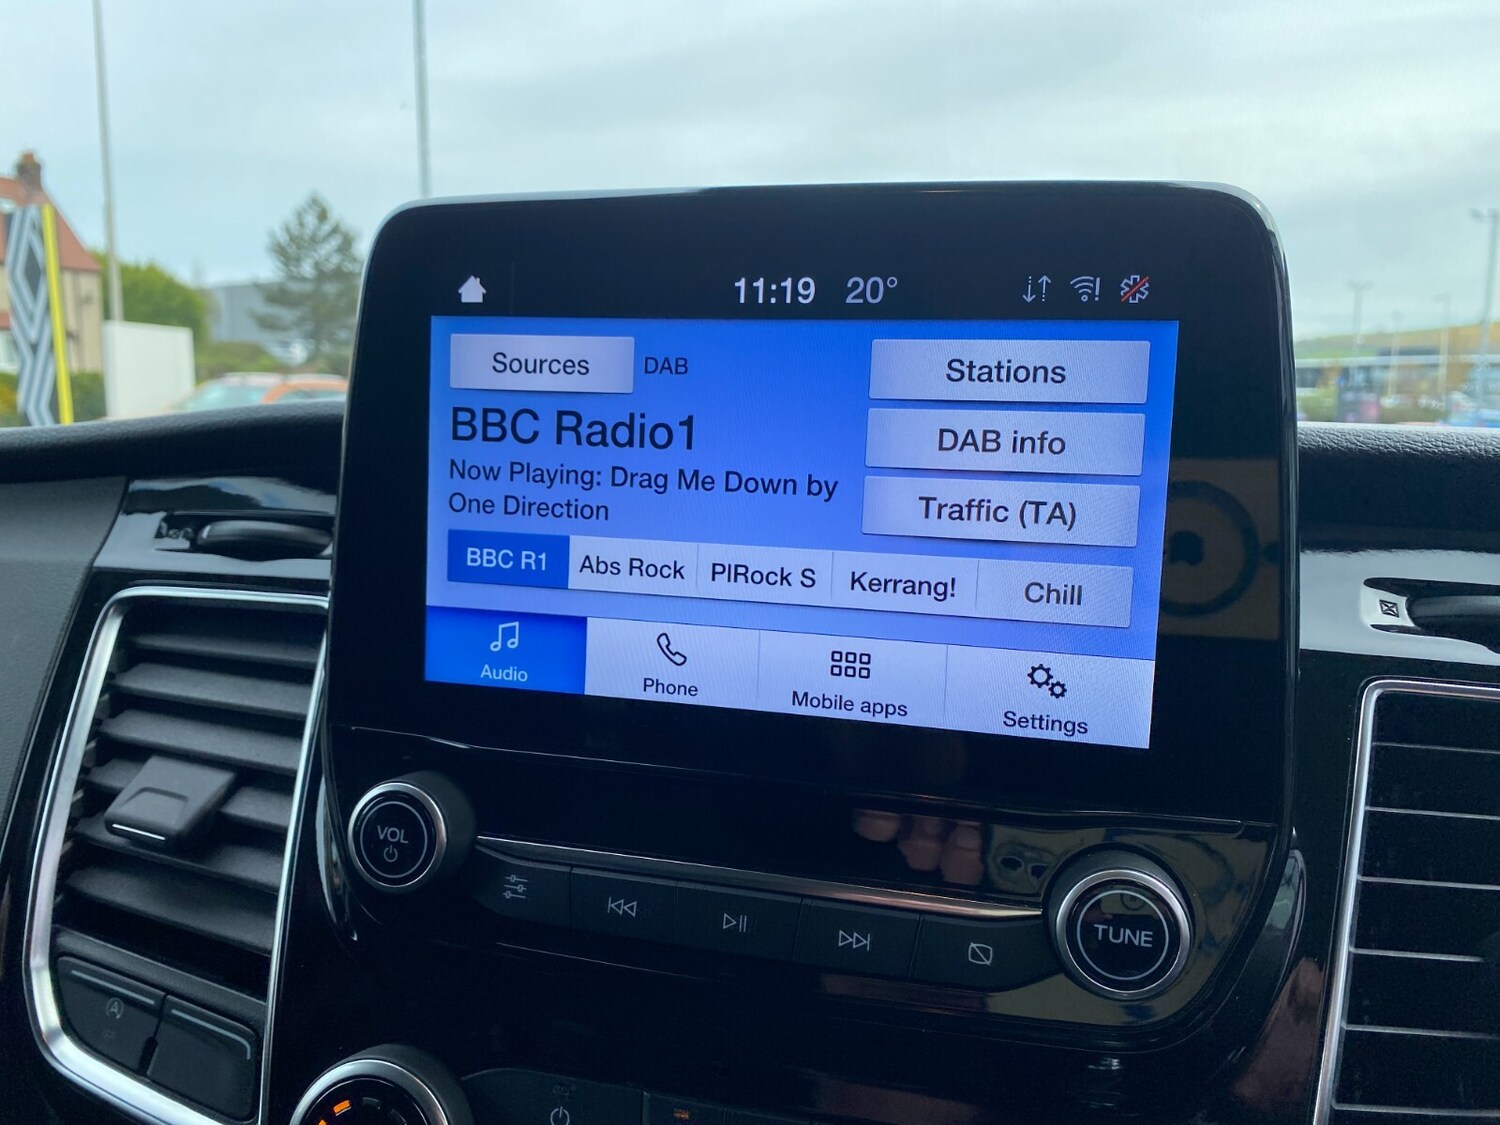 11:19 20°
Sources DAB Stations
BBC Radio1
DAB info
Now Playing: Drag Me Down by
One Direction
Traffic (TA)
BBC R1 Abs Rock PlRock S Kerrang! Chill
Audio Phone Mobile apps Settings
VOL
TUNE
A